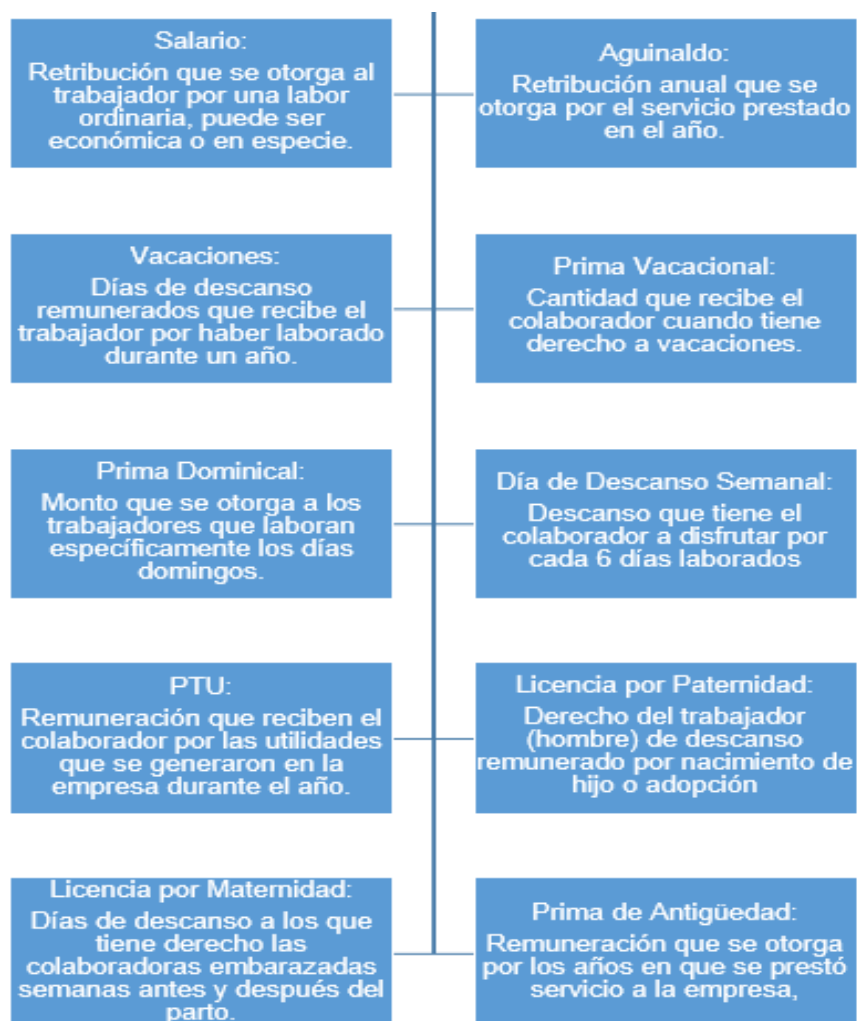 Salario:
Retribución que se otorga al
trabajador por una labor
ordinaria, puede ser
económica o en especie.
Aguinaldo:
Retribución anual que se
otorga por el servicio prestado
en el año.
Vacaciones:
Días de descanso
remunerados que recibe el
trabajador por haber laborado
durante un año.
Prima Vacacional:
Cantidad que recibe el
colaborador cuando tiene
derecho a vacaciones.
Prima Dominical:
Monto que se otorga a los
trabajadores que laboran
específicamente los días
domingos.
Día de Descanso Semanal:
Descanso que tiene el
colaborador a disfrutar por
cada 6 días laborados
PTU:
Remuneración que reciben el
colaborador por las utilidades
que se generaron en la
empresa durante el año.
Licencia por Paternidad:
Derecho del trabajador
(hombre) de descanso
remunerado por nacimiento de
hijo o adopción
Licencia por Maternidad:
Días de descanso a los que
tiene derecho las
colaboradoras embarazadas
semanas antes y después del
parto.
Prima de Antigüedad:
Remuneración que se otorga
por los años en que se prestó
servicio a la empresa,